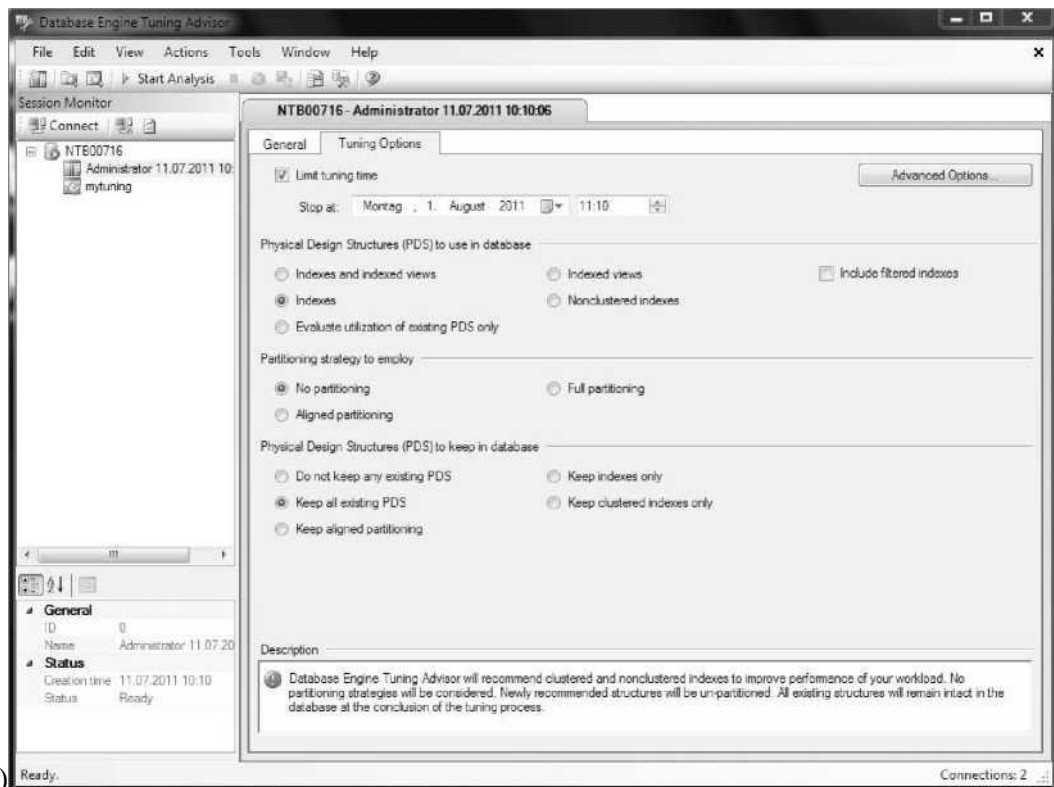 Database Engine Tuning Advisor
File Edit View Actions Tools Window Help
Start Analysis
Session Monitor
Connect
NTB00716
Administrator 11.07.2011 10:
mytuning
NTB00716 - Administrator 11.07.2011 10:10:06
General Tuning Options
Limit tuning time
Advanced Options...
Stop at: Montag , 1. August 2011 11:10
Physical Design Structures (PDS) to use in database
Indexes and indexed views Indexed views Include filtered indexes
Indexes Nonclustered indexes
Evaluate utilization of existing PDS only
Partitioning strategy to employ
No partitioning Full partitioning
Aligned partitioning
Physical Design Structures (PDS) to keep in database
Do not keep any existing PDS Keep indexes only
Keep all existing PDS Keep clustered indexes only
Keep aligned partitioning
General
ID 0
Name Administrator 11.07.20
Status
Creation time 11.07.2011 10:10
Status Ready
Description
Database Engine Tuning Advisor will recommend clustered and nonclustered indexes to improve performance of your workload. No
partitioning strategies will be considered. Newly recommended structures will be un-partitioned. All existing structures will remain intact in the
database at the conclusion of the tuning process.
)
Ready. Connections: 2